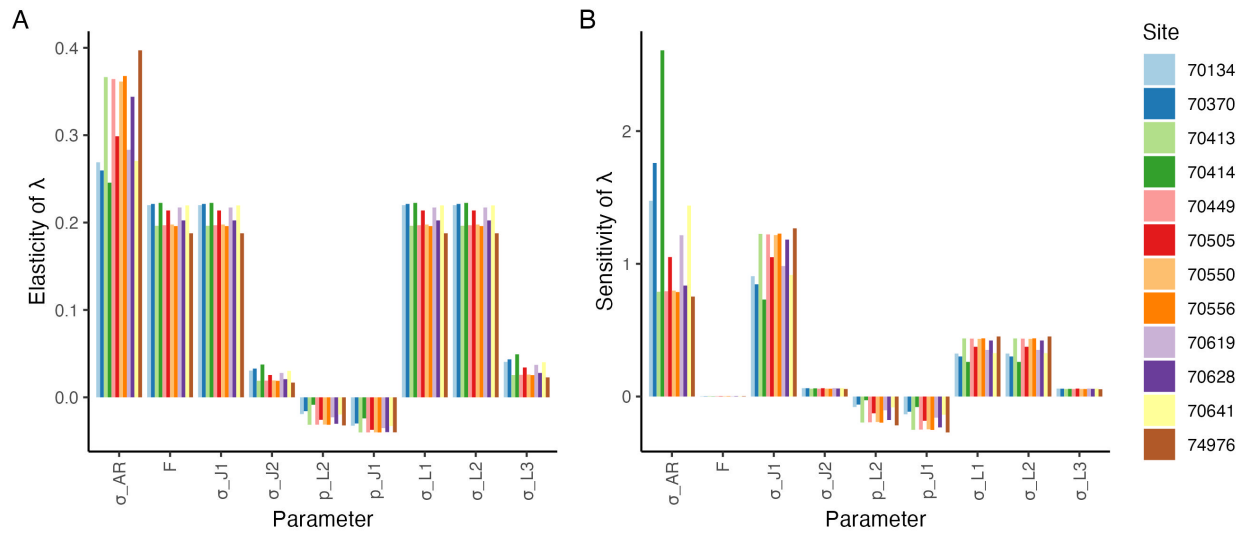 A
B
Elasticity of λ
0.4
0.3
0.2
0.1
0.0
σ_AR
F
σ_J1
σ_J2
p_L2
p_J1
σ_L1
σ_L2
σ_L3
Parameter
Sensitivity of λ
2
1
0
σ_AR
F
σ_J1
σ_J2
p_L2
p_J1
σ_L1
σ_L2
σ_L3
Parameter
Site
70134
70370
70413
70414
70449
70505
70550
70556
70619
70628
70641
74976